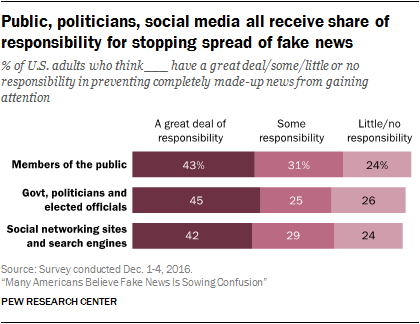 Public, politicians, social media all receive share of
responsibility for stopping spread of fake news
% of U.S. adults who think ___ have a great deal/some/little or no
responsibility in preventing completely made-up news from gaining
attention
A great deal of responsibility
Some responsibility
Little/no responsibility
Members of the public 43% 31% 24%
Govt, politicians and elected officials 45 25 26
Social networking sites and search engines 42 29 24
Source: Survey conducted Dec. 1-4, 2016.
“Many Americans Believe Fake News Is Sowing Confusion”
PEW RESEARCH CENTER